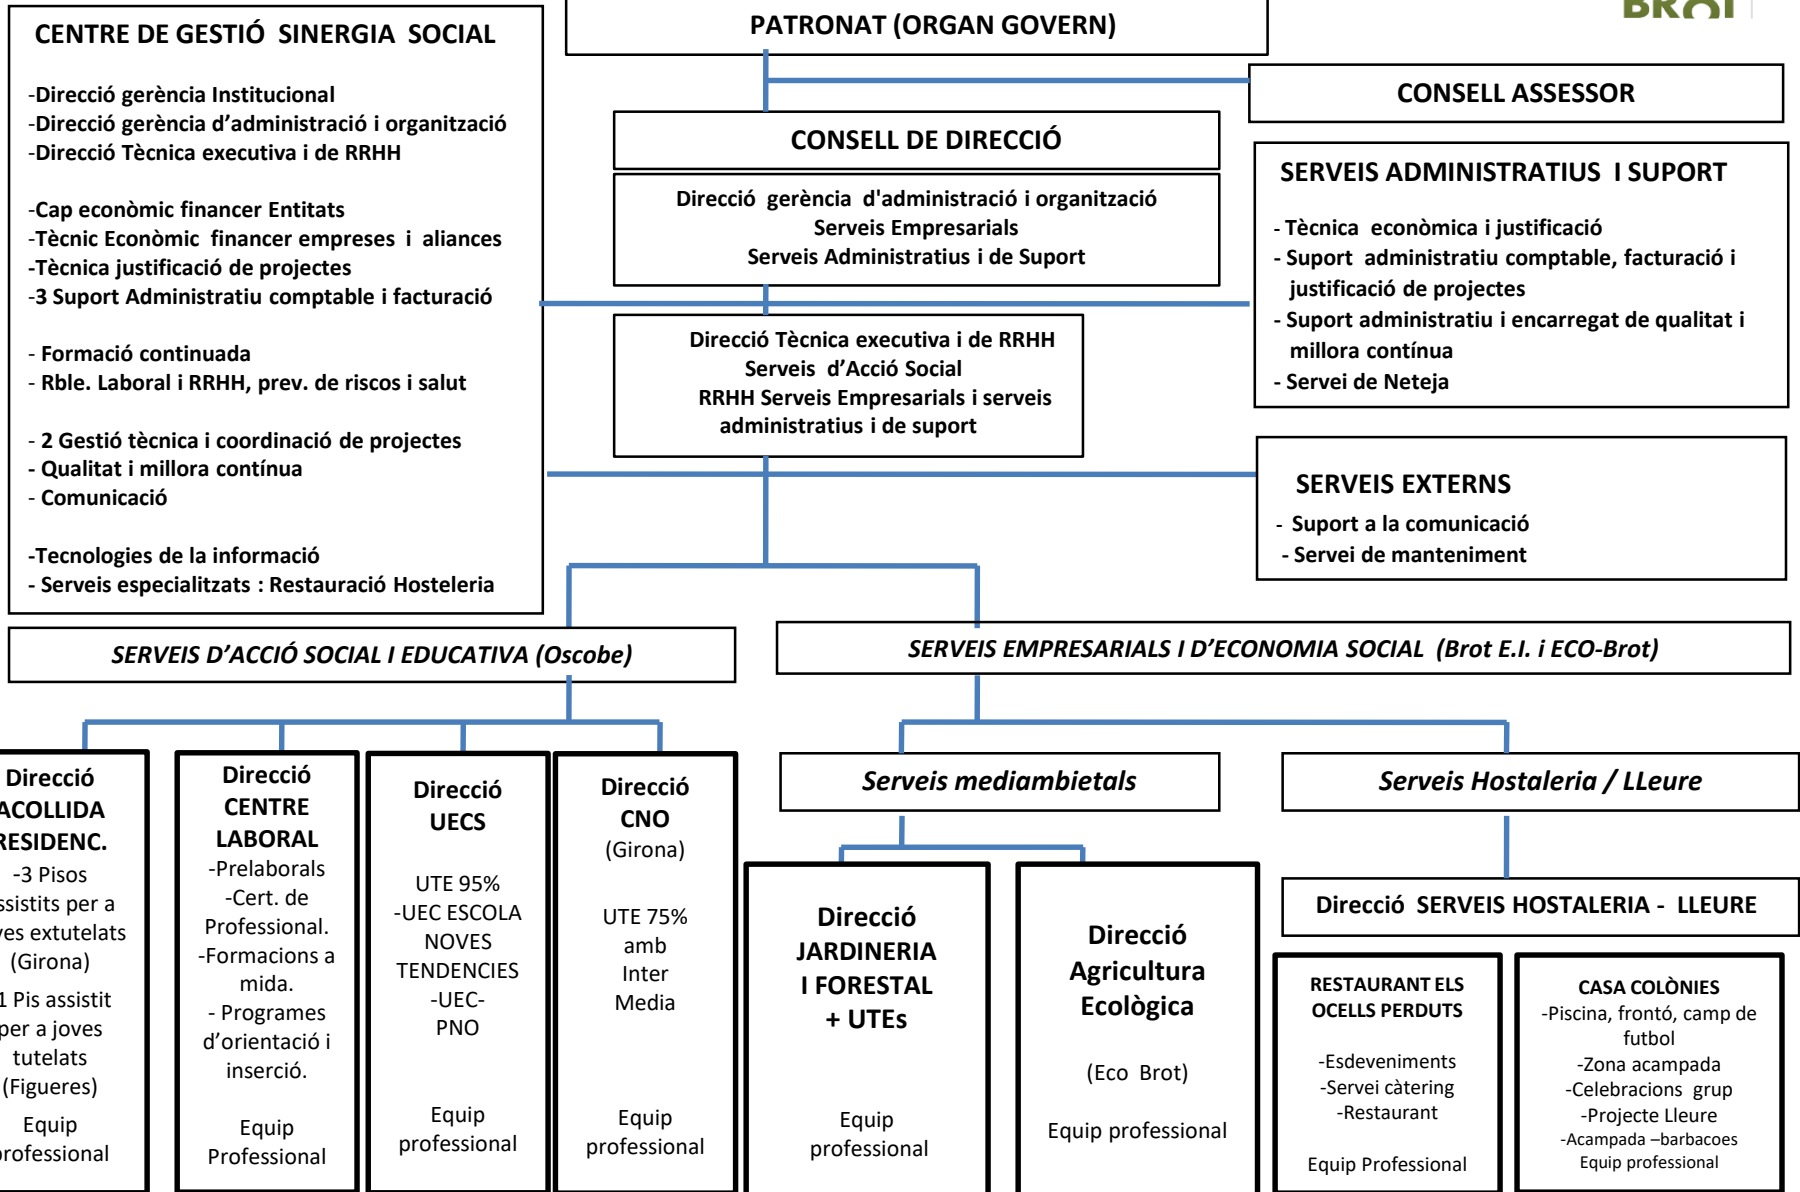 BROT
PATRONAT (ORGAN GOVERN)
CENTRE DE GESTIÓ SINERGIA SOCIAL
-Direcció gerència Institucional
-Direcció gerència d’administració i organització
-Direcció Tècnica executiva i de RRHH
-Cap econòmic financer Entitats
-Tècnic Econòmic financer empreses i aliances
-Tècnica justificació de projectes
-3 Suport Administratiu comptable i facturació
- Formació continuada
- Rble. Laboral i RRHH, prev. de riscos i salut
- 2 Gestió tècnica i coordinació de projectes
- Qualitat i millora contínua
- Comunicació
-Tecnologies de la informació
- Serveis especialitzats : Restauració Hosteleria
CONSELL ASSESSOR
CONSELL DE DIRECCIÓ
Direcció gerència d'administració i organització
Serveis Empresarials
Serveis Administratius i de Suport
Direcció Tècnica executiva i de RRHH
Serveis d’Acció Social
RRHH Serveis Empresarials i serveis
administratius i de suport
SERVEIS ADMINISTRATIUS I SUPORT
- Tècnica econòmica i justificació
- Suport administratiu comptable, facturació i
justificació de projectes
- Suport administratiu i encarregat de qualitat i
millora contínua
- Servei de Neteja
SERVEIS EXTERNS
- Suport a la comunicació
- Servei de manteniment
SERVEIS D’ACCIÓ SOCIAL I EDUCATIVA (Oscobe)
SERVEIS EMPRESARIALS I D’ECONOMIA SOCIAL (Brot E.I. i ECO-Brot)
Direcció
ACOLLIDA
RESIDENC.
-3 Pisos
ssistits per a
ves extutelats
(Girona)
1 Pis assistit
per a joves
tutelats
(Figueres)
Equip
professional
Direcció
CENTRE
LABORAL
-Prelaborals
-Cert. de
Professional.
-Formacions a
mida.
- Programes
d’orientació i
inserció.
Equip
Professional
Direcció
UECS
UTE 95%
-UEC ESCOLA
NOVES
TENDENCIES
-UEC-
PNO
Equip
professional
Direcció
CNO
(Girona)
UTE 75%
amb
Inter
Media
Equip
professional
Serveis mediambietals
Direcció
JARDINERIA
I FORESTAL
+ UTEs
Equip
professional
Direcció
Agricultura
Ecològica
(Eco Brot)
Equip professional
Serveis Hostaleria / LLeure
Direcció SERVEIS HOSTALERIA - LLEURE
RESTAURANT ELS
OCELLS PERDUTS
-Esdeveniments
-Servei càtering
-Restaurant
Equip Professional
CASA COLÒNIES
-Piscina, frontó, camp de
futbol
-Zona acampada
-Celebracions grup
-Projecte Lleure
-Acampada –barbacoes
Equip professional